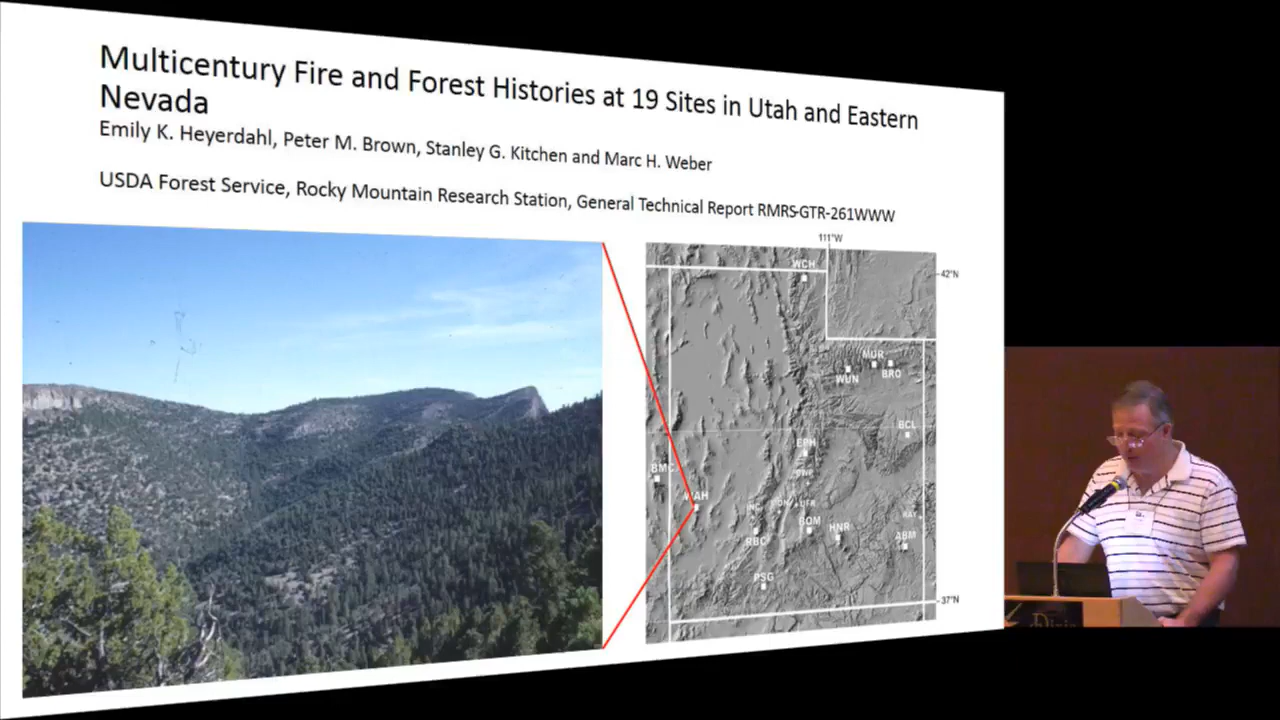 Multicentury Fire and Forest Histories at 19 Sites in Utah and Eastern
Nevada
Emily K. Heyerdahl, Peter M. Brown, Stanley G. Kitchen and Marc H. Weber
USDA Forest Service, Rocky Mountain Research Station, General Technical Report RMRS-GTR-261WWW
111°W
WCH
42°N
MUR
WUN
BRO
BCL
EPH
BMC
WAH
BOM
HNR
RAY
RBC
ABM
PSG
37°N